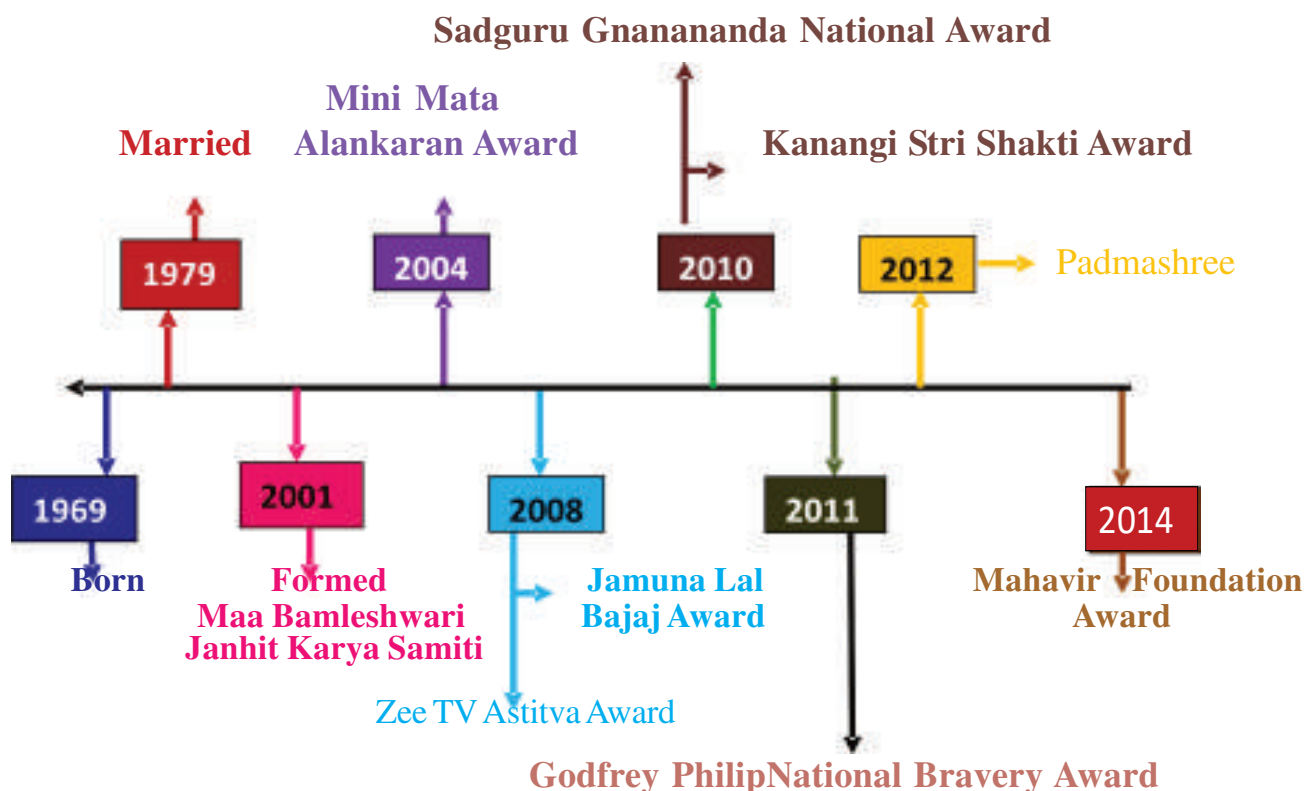 Sadguru Gnanananda National Award
Mini Mata
Married Alankaran Award Kanangi Stri Shakti Award
1979
2004
2010
2012
Padmashree
1969
2001
2008
2011
2014
Born
Formed
Maa Bamleshwari
Janhit Karya Samiti
Jamuna Lal
Bajaj Award
Mahavir Foundation
Award
Zee TV Astitva Award
Godfrey PhilipNational Bravery Award